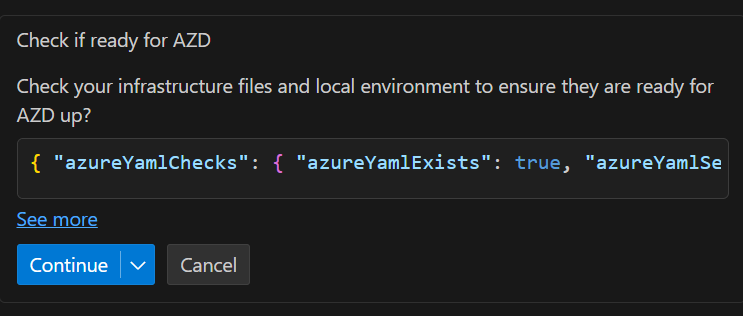 Check if ready for AZD
Check your infrastructure files and local environment to ensure they are ready for
AZD up?
{ "azureYamlChecks": { "azureYamlExists": true, "azureYamlSe
See more
Continue
Cancel